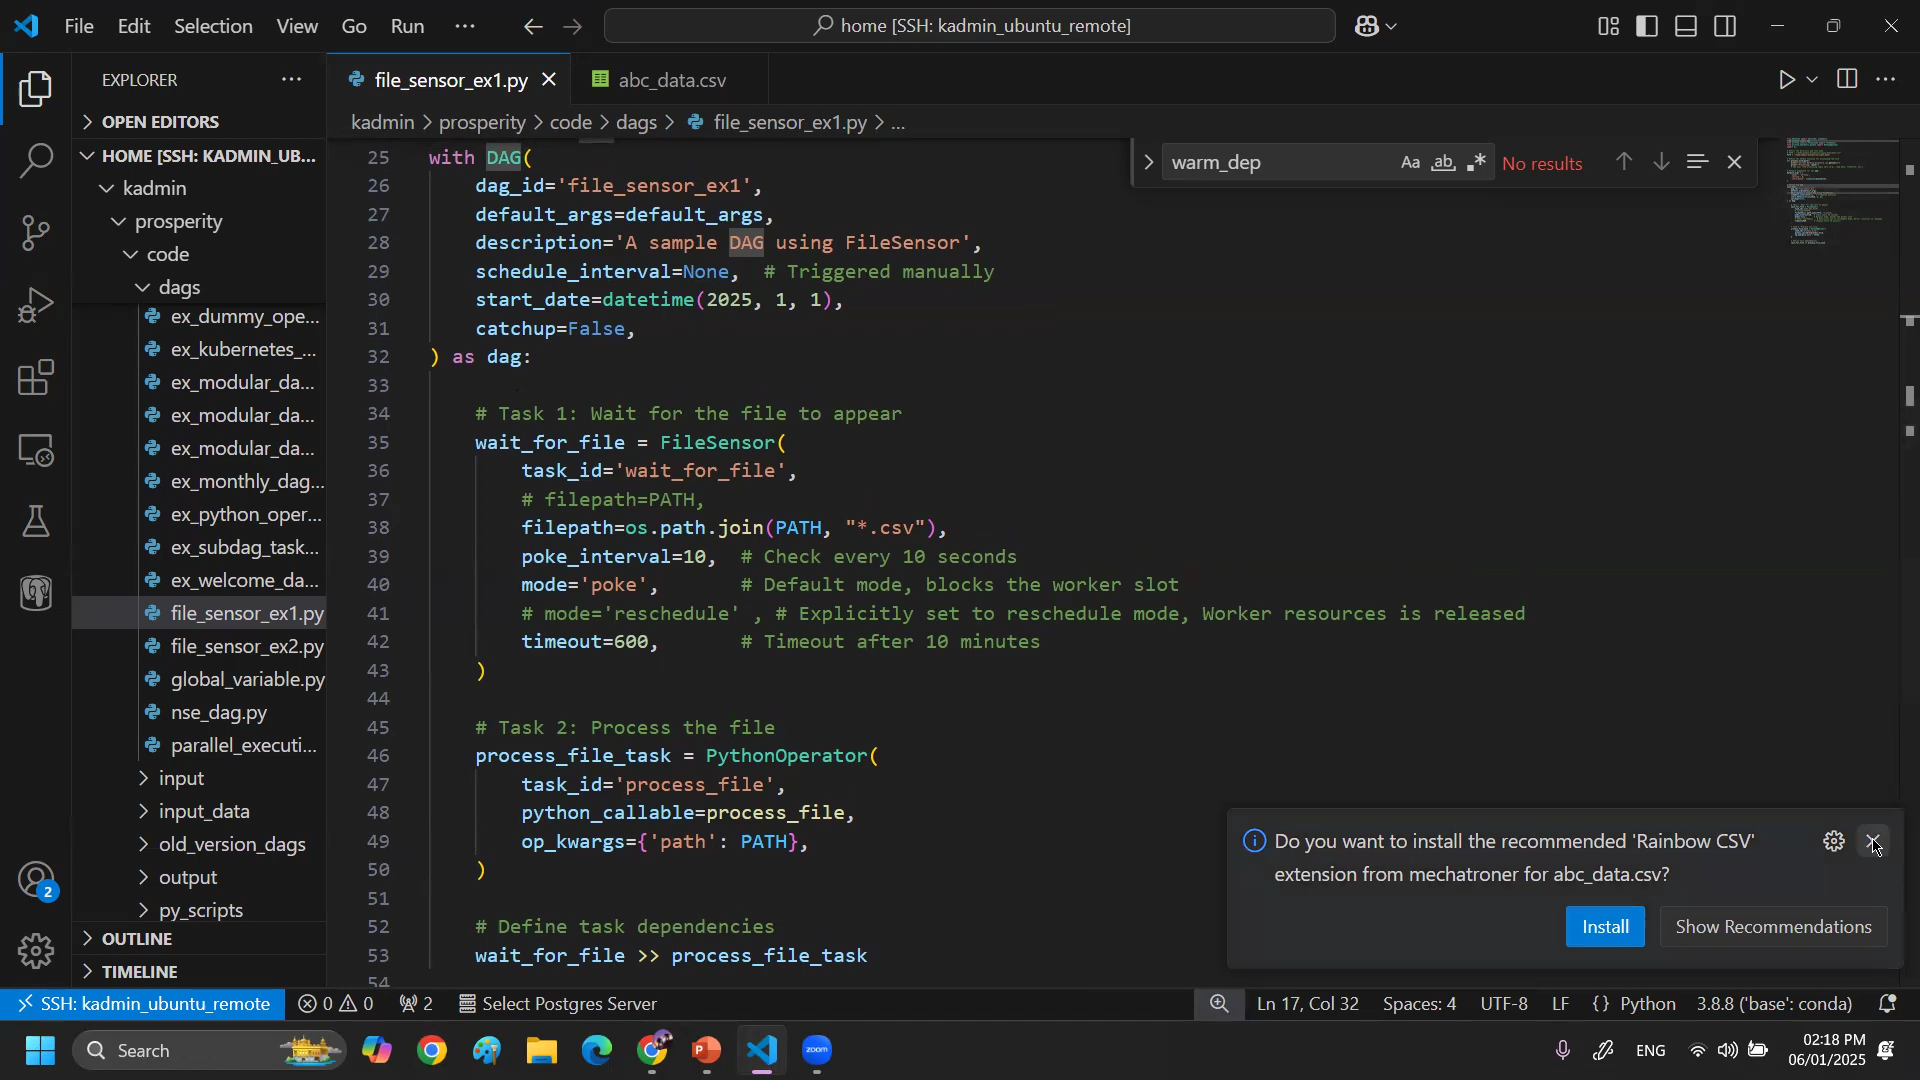 File Edit Selection View Go Run ···
home [SSH: kadmin_ubuntu_remote]
EXPLORER
OPEN EDITORS
HOME [SSH: KADMIN_UB...
kadmin
prosperity
code
dags
ex_dummy_ope...
ex_kubernetes_...
ex_modular_da...
ex_modular_da...
ex_modular_da...
ex_monthly_dag...
ex_python_oper...
ex_subdag_task...
ex_welcome_da...
file_sensor_ex1.py
file_sensor_ex2.py
global_variable.py
nse_dag.py
parallel_executi...
input
input_data
old_version_dags
output
py_scripts
OUTLINE
TIMELINE
2
file_sensor_ex1.py
abc_data.csv
kadmin > prosperity > code > dags > file_sensor_ex1.py > ...
warm_dep
Aa ab .* No results
25 with DAG(
26 dag_id='file_sensor_ex1',
27 default_args=default_args,
28 description='A sample DAG using FileSensor',
29 schedule_interval=None, # Triggered manually
30 start_date=datetime(2025, 1, 1),
31 catchup=False,
32 ) as dag:
33
34 # Task 1: Wait for the file to appear
35 wait_for_file = FileSensor(
36 task_id='wait_for_file',
37 # filepath=PATH,
38 filepath=os.path.join(PATH, "*.csv"),
39 poke_interval=10, # Check every 10 seconds
40 mode='poke', # Default mode, blocks the worker slot
41 # mode='reschedule' , # Explicitly set to reschedule mode, Worker resources is released
42 timeout=600, # Timeout after 10 minutes
43 )
44
45 # Task 2: Process the file
46 process_file_task = PythonOperator(
47 task_id='process_file',
48 python_callable=process_file,
49 op_kwargs={'path': PATH},
50 )
51
52 # Define task dependencies
53 wait_for_file >> process_file_task
54
Do you want to install the recommended 'Rainbow CSV'
extension from mechatroner for abc_data.csv?
Install
Show Recommendations
SSH: kadmin_ubuntu_remote 0 0 2 Select Postgres Server Ln 17, Col 32 Spaces: 4 UTF-8 LF {} Python 3.8.8 ('base': conda)
Search
zoom
ENG
02:18 PM
06/01/2025